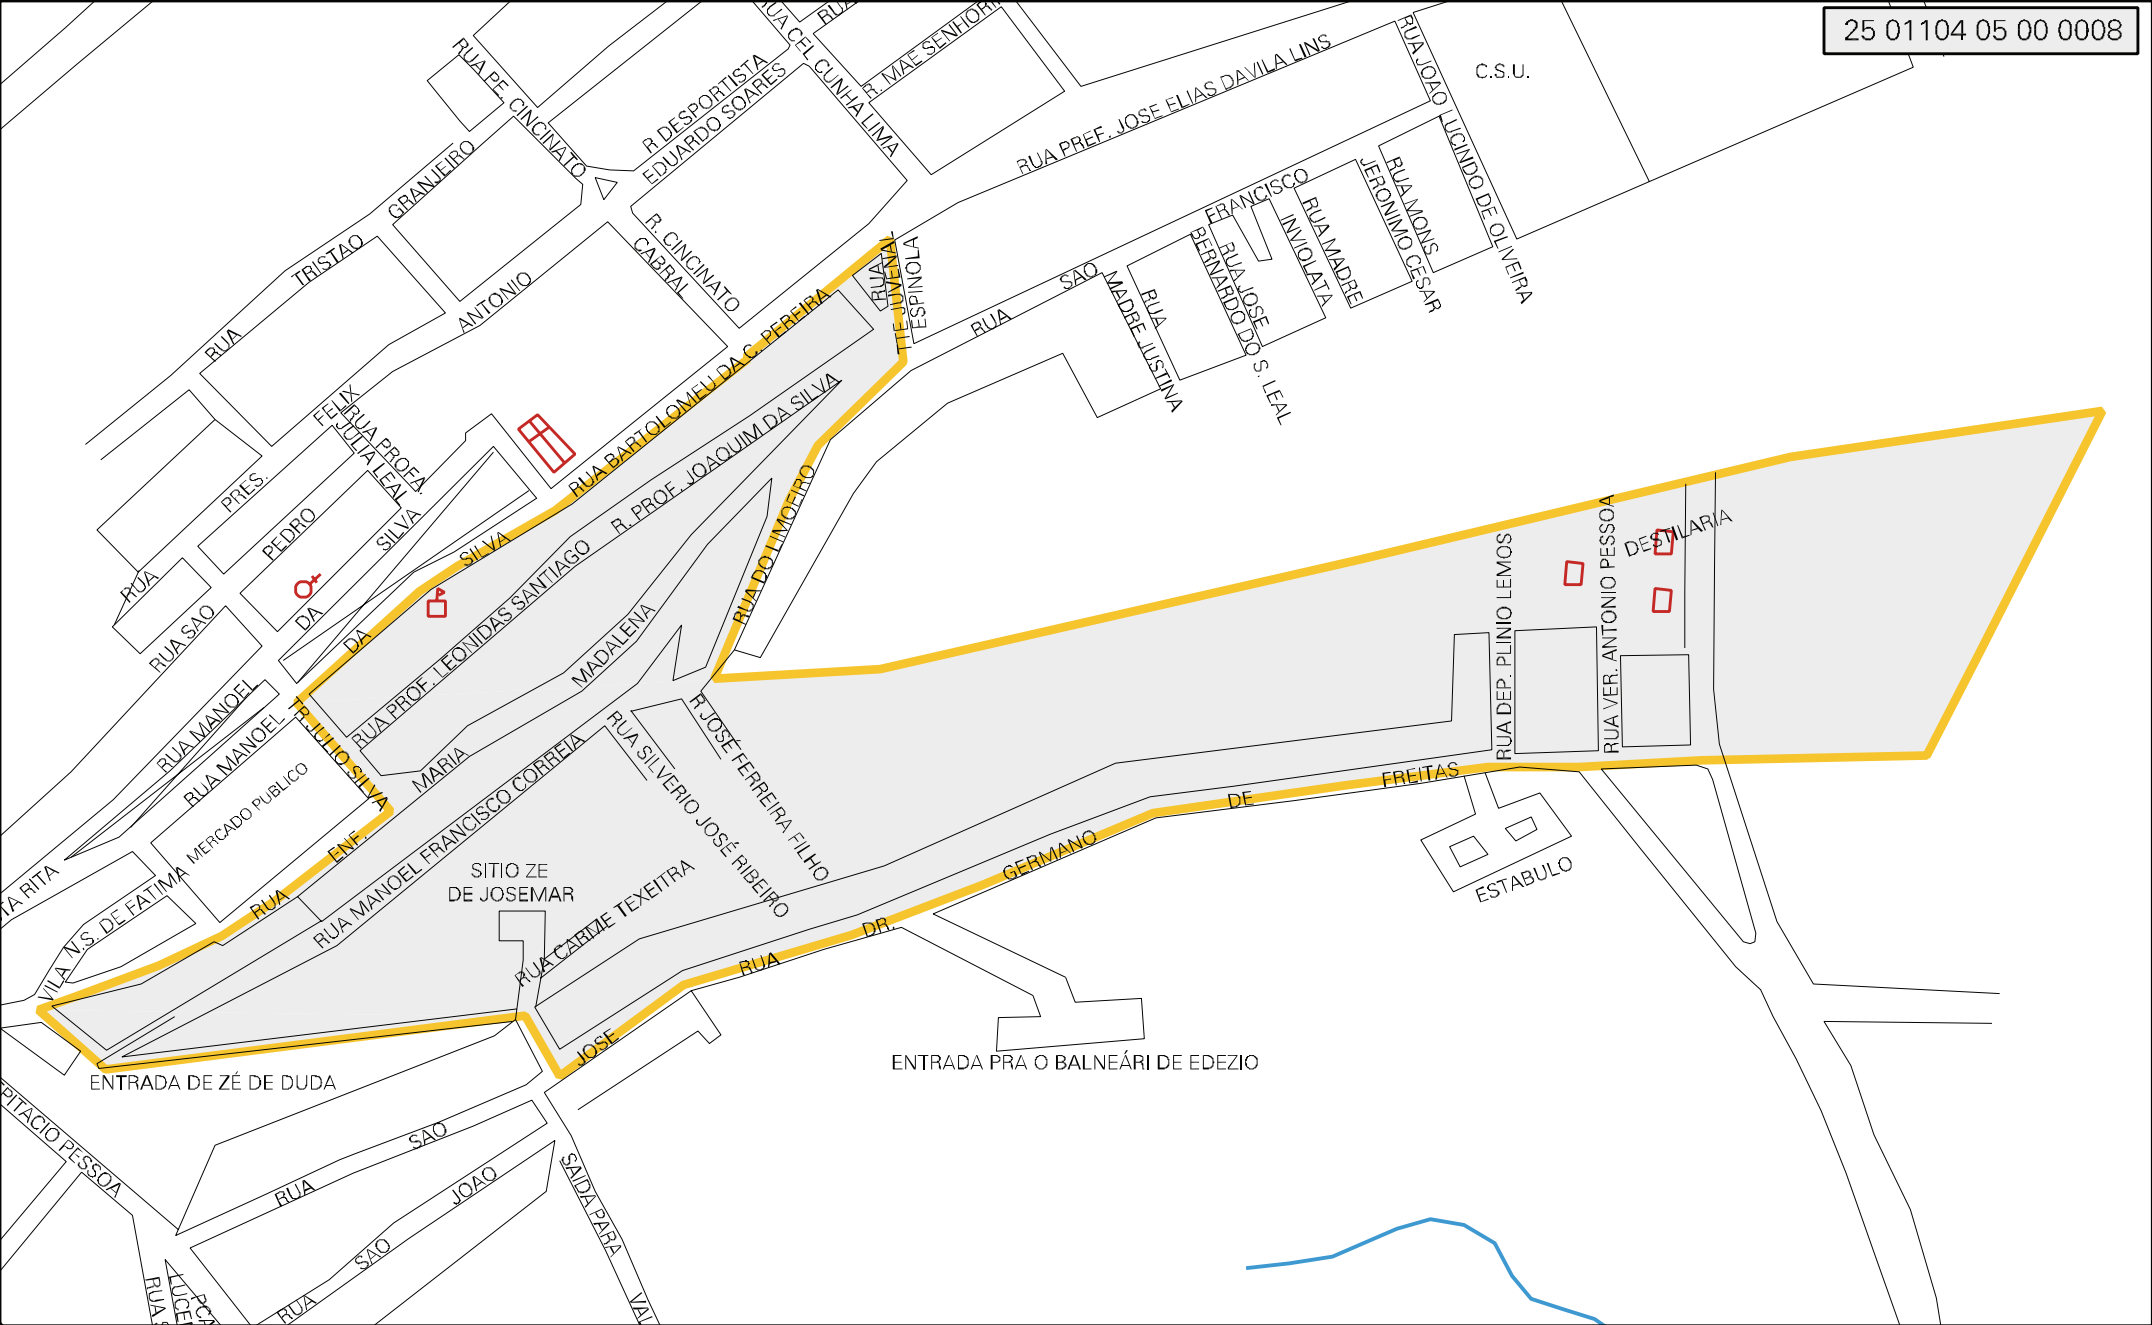 25 01104 05 00 0008
C.S.U.
RUA PE. CINCINATO
R DESPORTISTA
EDUARDO SOARES
RUA CEL CUNHA LIMA
RUA
R. MAE SENHORI
RUA PREF. JOSE ELIAS DAVILA LINS
RUA JOAO LUCINDO DE OLIVEIRA
RUA TRISTAO GRANJEIRO
R. CINCINATO
CABRAL
RUA PRES. FELIX ANTONIO
RUA TTE JUVENAL
ESPINOLA
RUA SAO FRANCISCO
RUA
MADRE JUSTINA
RUA JOSE
BERNARDO DO S. LEAL
RUA MADRE
INVIOLATA
RUA MONS
JERONIMO CESAR
RUA PROFA.
JULIA LEAL
RUA SAO PEDRO
RUA BARTOLOMEU DA C. PEREIRA
R. PROF. JOAQUIM DA SILVA
RUA PROF. LEONIDAS SANTIAGO
RUA DO LIMOEIRO
RUA MANOEL DA SILVA
RUA MANOEL DA SILVA
TR. JULIO SILVA
MERCADO PUBLICO
RUA ENF. MARIA MADALENA
RUA MANOEL FRANCISCO CORREIA
RUA SILVERIO JOSÉ RIBEIRO
R JOSÉ FERREIRA FILHO
RUA DEP. PLINIO LEMOS
RUA VER. ANTONIO PESSOA
DESTILARIA
SITIO ZE
DE JOSEMAR
RUA CARME TEXEITRA
TA RITA
VILA N.S. DE FATIMA
RUA DR. JOSE GERMANO DE FREITAS
ESTABULO
ENTRADA PRA O BALNEÁRI DE EDEZIO
ENTRADA DE ZÉ DE DUDA
PITACIO PESSOA
RUA SAO
RUA SAO JOAO
SAIDA PARA VAL
RUA S
LUCEN
PCA